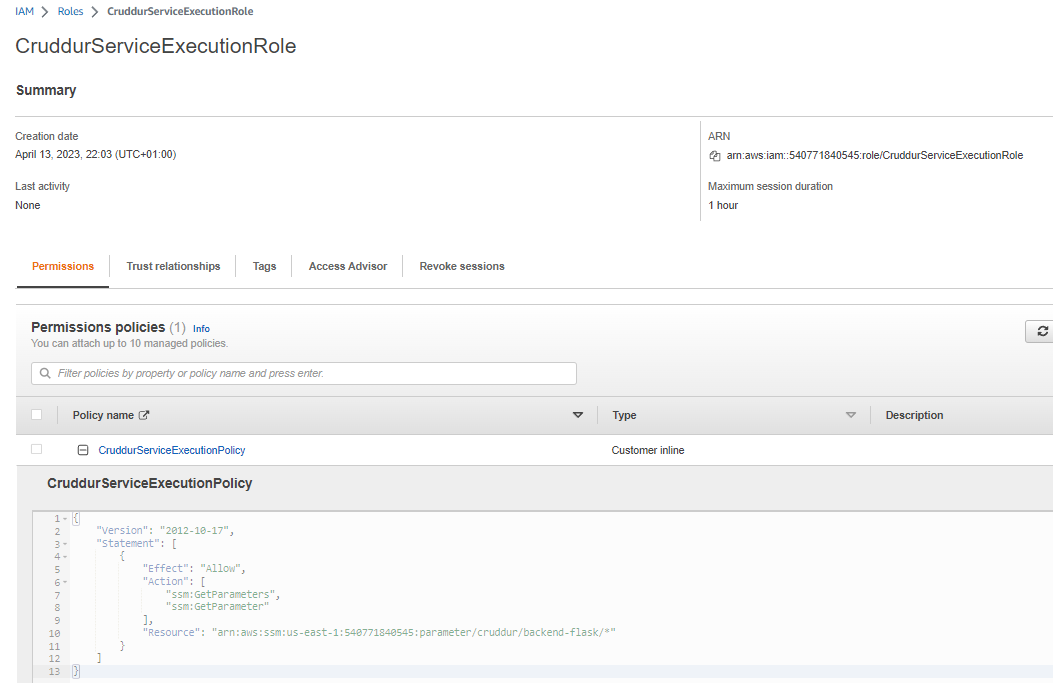 IAM > Roles > CruddurServiceExecutionRole
CruddurServiceExecutionRole
Summary
Creation date
April 13, 2023, 22:03 (UTC+01:00)
ARN
arn:aws:iam::540771840545:role/CruddurServiceExecutionRole
Last activity
None
Maximum session duration
1 hour
Permissions Trust relationships Tags Access Advisor Revoke sessions
Permissions policies (1) Info
You can attach up to 10 managed policies.
Filter policies by property or policy name and press enter.
Policy name Type Description
CruddurServiceExecutionPolicy Customer inline
CruddurServiceExecutionPolicy
1 {
2 "Version": "2012-10-17",
3 "Statement": [
4 {
5 "Effect": "Allow",
6 "Action": [
7 "ssm:GetParameters",
8 "ssm:GetParameter"
9 ],
10 "Resource": "arn:aws:ssm:us-east-1:540771840545:parameter/cruddur/backend-flask/*"
11 }
12 ]
13 }